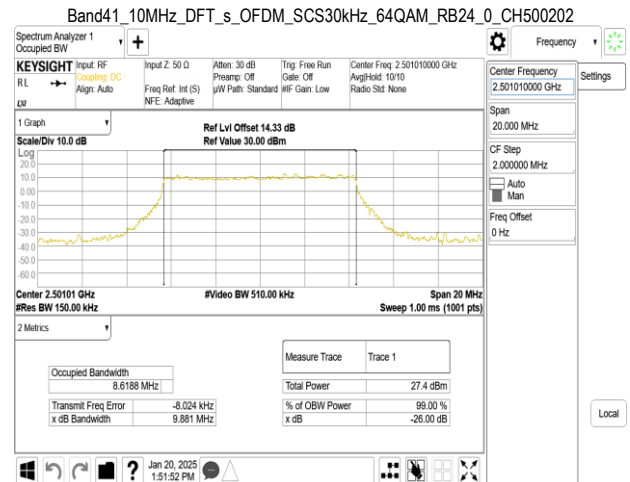 Band41_10MHz_DFT_s_OFDM_SCS30kHz_64QAM_RB24_0_CH500202
Spectrum Analyzer 1
Occupied BW
Frequency
KEYSIGHT
RL
LXI
Input: RF
Coupling: DC
Align: Auto
Input Z: 50 Ω
Freq Ref: Int (S)
NFE: Adaptive
Atten: 30 dB
Preamp: Off
µW Path: Standard
Trig: Free Run
Gate: Off
#IF Gain: Low
Center Freq: 2.501010000 GHz
Avg|Hold: 10/10
Radio Std: None
Center Frequency
2.501010000 GHz
Settings
Span
20.000 MHz
CF Step
2.000000 MHz
Auto
Man
Freq Offset
0 Hz
Local
1 Graph
Scale/Div 10.0 dB
Ref Lvl Offset 14.33 dB
Ref Value 30.00 dBm
Log
20.0
10.0
0.00
-10.0
-20.0
-30.0
-40.0
-50.0
-60.0
Center 2.50101 GHz
#Video BW 510.00 kHz
Span 20 MHz
#Res BW 150.00 kHz
Sweep 1.00 ms (1001 pts)
2 Metrics
Measure Trace Trace 1
Occupied Bandwidth
8.6188 MHz
Total Power 27.4 dBm
Transmit Freq Error -8.024 kHz
% of OBW Power 99.00 %
x dB Bandwidth 9.881 MHz
x dB -26.00 dB
Jan 20, 2025
1:51:52 PM